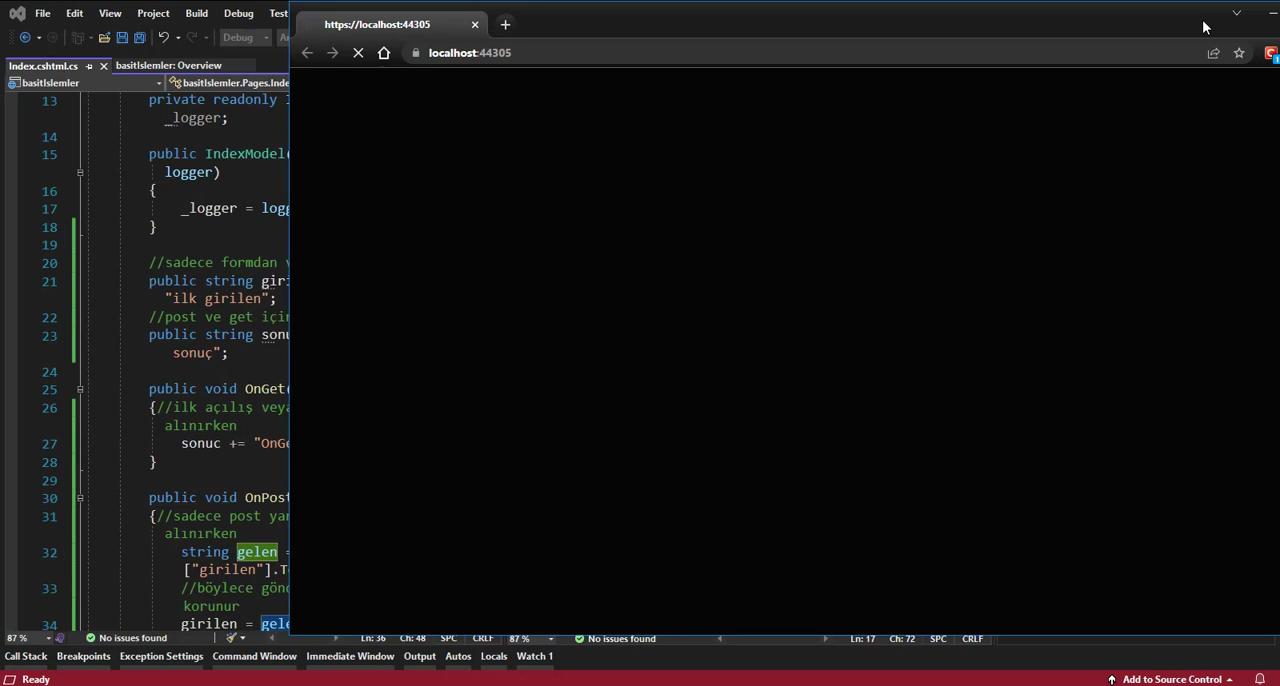 File Edit View Project Build Debug Test
Debug
Index.cshtml.cs basitIslemler: Overview
basitIslemler basitIslemler.Pages.Inde
https://localhost:44305
localhost:44305
13 private readonly
_logger;
14
15 public IndexModel(
logger)
16 {
17 _logger = logg
18 }
19
20 //sadece formdan v
21 public string giri
"ilk girilen";
22 //post ve get için
23 public string sonu
sonuç";
24
25 public void OnGet(
26 {//ilk açılış veya
alınırken
27 sonuc += "OnGe
28 }
29
30 public void OnPost
31 {//sadece post yap
alınırken
32 string gelen =
["girilen"].T
33 //böylece gönd
korunur
34 girilen = gele
87 % No issues found Ln: 36 Ch: 48 SPC CRLF 87 % No issues found Ln: 17 Ch: 72 SPC CRLF
Call Stack Breakpoints Exception Settings Command Window Immediate Window Output Autos Locals Watch 1
Ready Add to Source Control